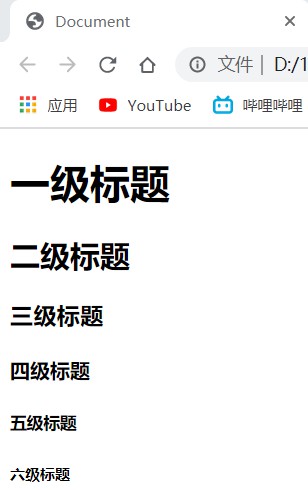 Document
文件 | D:/1
应用 YouTube 哔哩哔哩
一级标题
二级标题
三级标题
四级标题
五级标题
六级标题